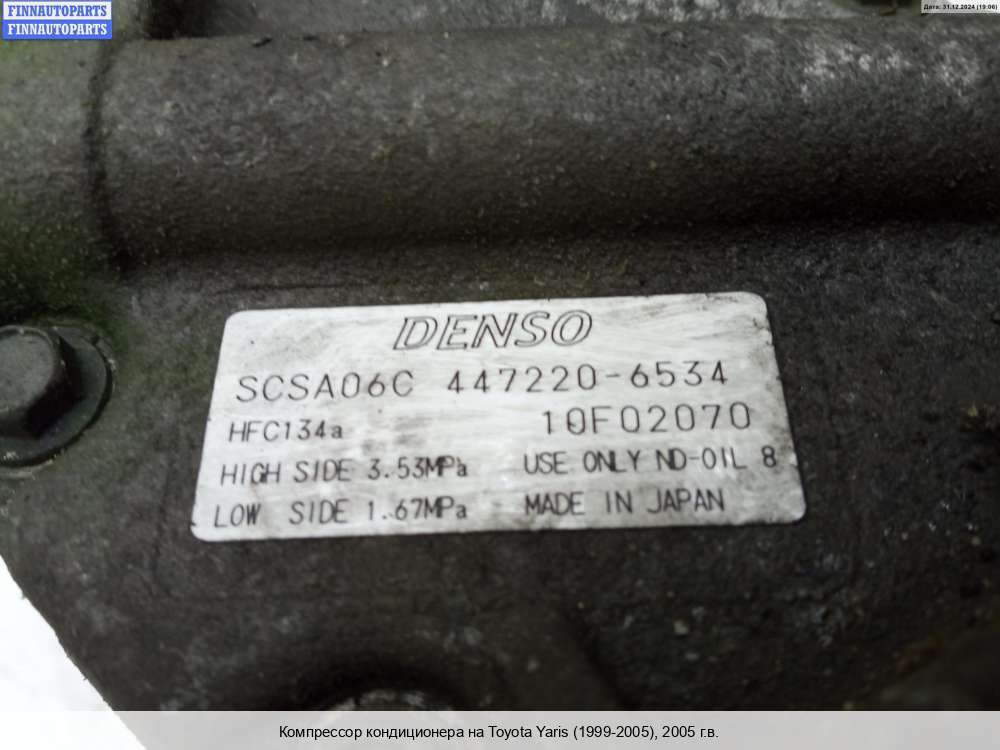 FINNAUTOPARTS
FINNAUTOPARTS
Дата: 31.12.2024 (19:06)
DENSO
SCSA06C 447220-6534
HFC134a 10F02070
HIGH SIDE 3.53MPa USE ONLY ND-OIL 8
LOW SIDE 1.67MPa MADE IN JAPAN
Компрессор кондиционера на Toyota Yaris (1999-2005), 2005 г.в.